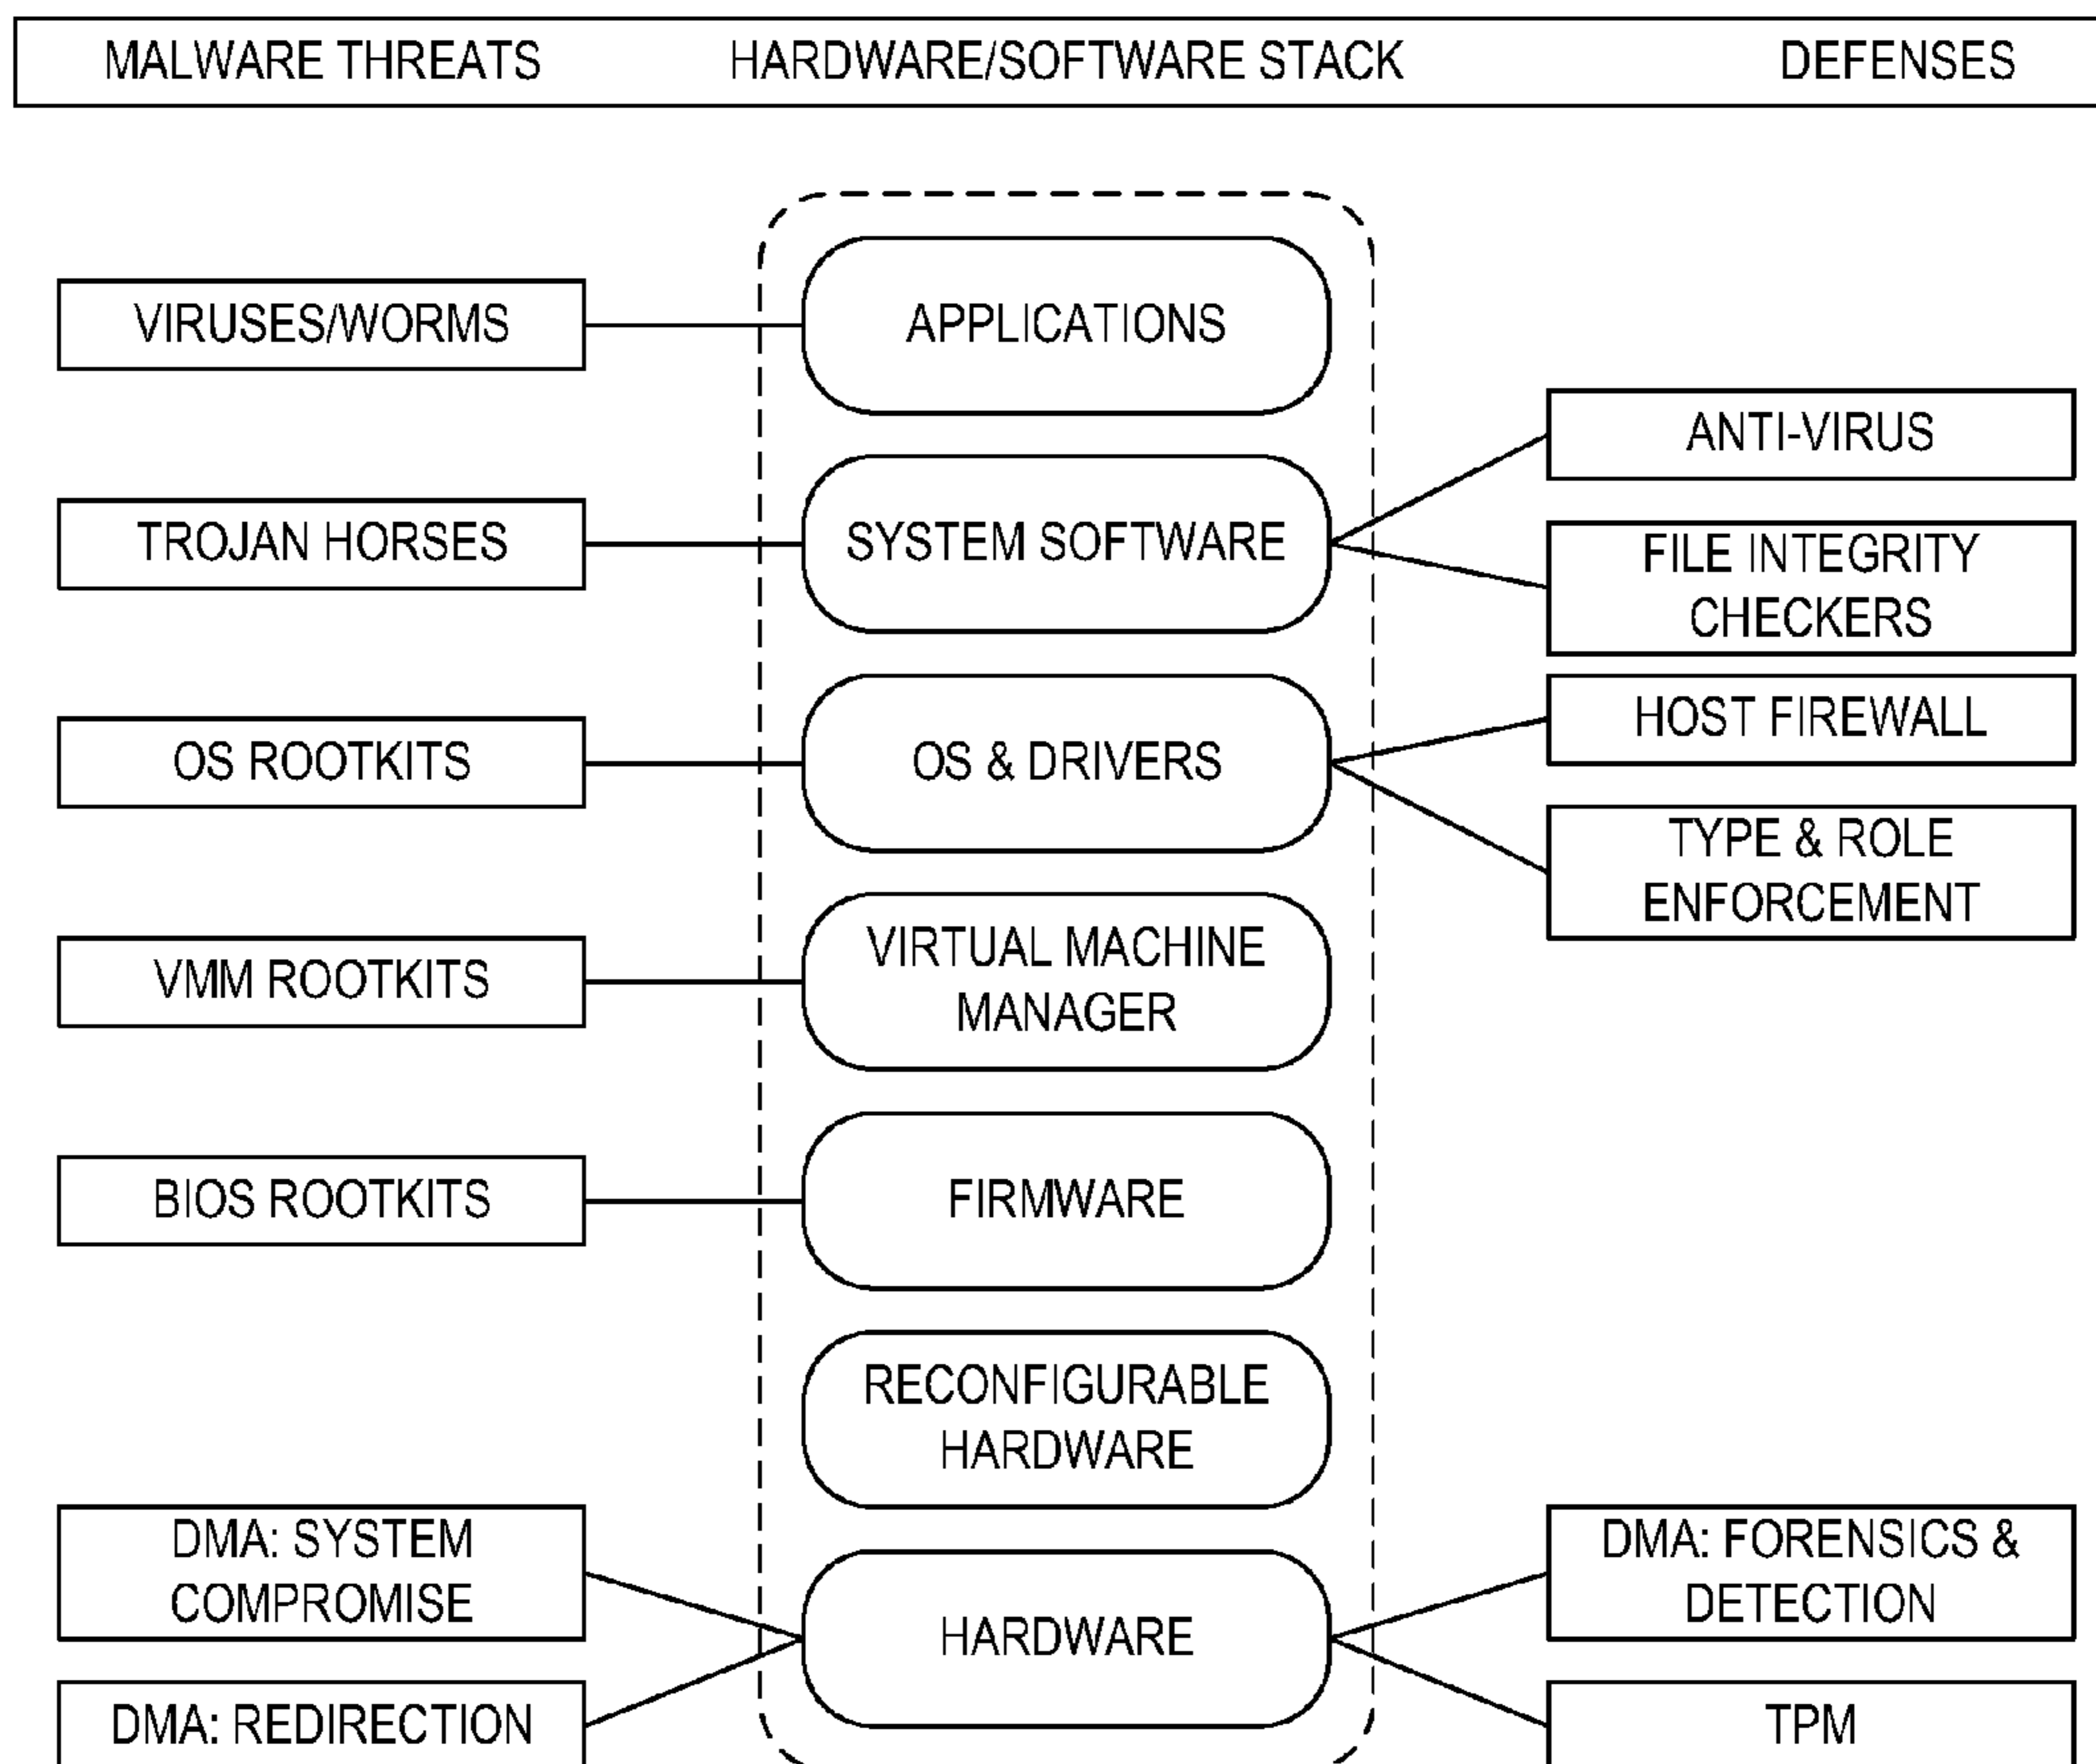 MALWARE THREATS
HARDWARE/SOFTWARE STACK
DEFENSES
VIRUSES/WORMS
APPLICATIONS
ANTI-VIRUS
TROJAN HORSES
SYSTEM SOFTWARE
FILE INTEGRITY
CHECKERS
HOST FIREWALL
OS ROOTKITS
OS & DRIVERS
TYPE & ROLE
ENFORCEMENT
VMM ROOTKITS
VIRTUAL MACHINE
MANAGER
BIOS ROOTKITS
FIRMWARE
RECONFIGURABLE
HARDWARE
DMA: SYSTEM
COMPROMISE
HARDWARE
DMA: FORENSICS &
DETECTION
DMA: REDIRECTION
TPM